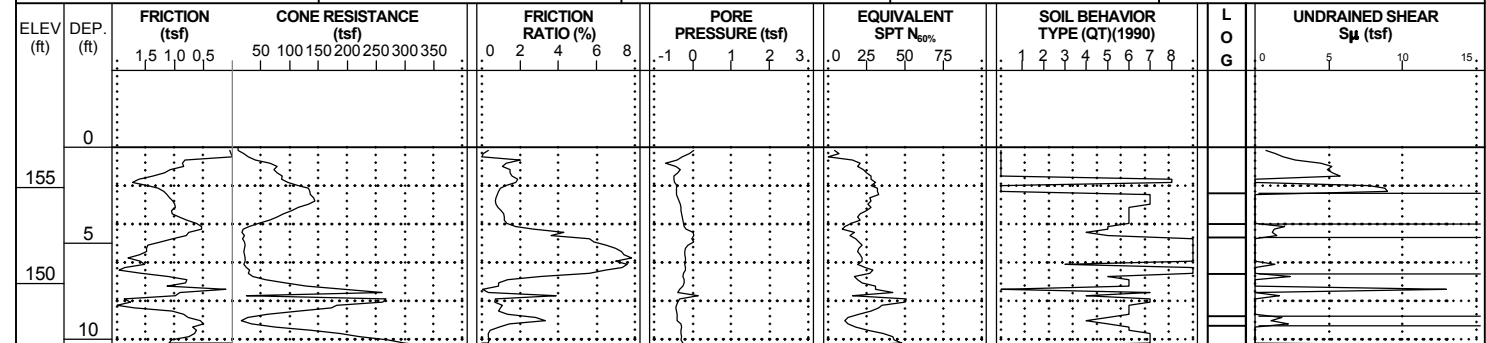 ELEV (ft)
DEP. (ft)
FRICTION (tsf)
1,5 1,0 0,5
CONE RESISTANCE (tsf)
50 100 150 200 250 300 350
FRICTION RATIO (%)
0 2 4 6 8
PORE PRESSURE (tsf)
-1 0 1 2 3
EQUIVALENT SPT N60%
0 25 50 75
SOIL BEHAVIOR TYPE (QT)(1990)
1 2 3 4 5 6 7 8
L
O
G
UNDRAINED SHEAR Sμ (tsf)
0 5 10 15
0
155
5
150
10